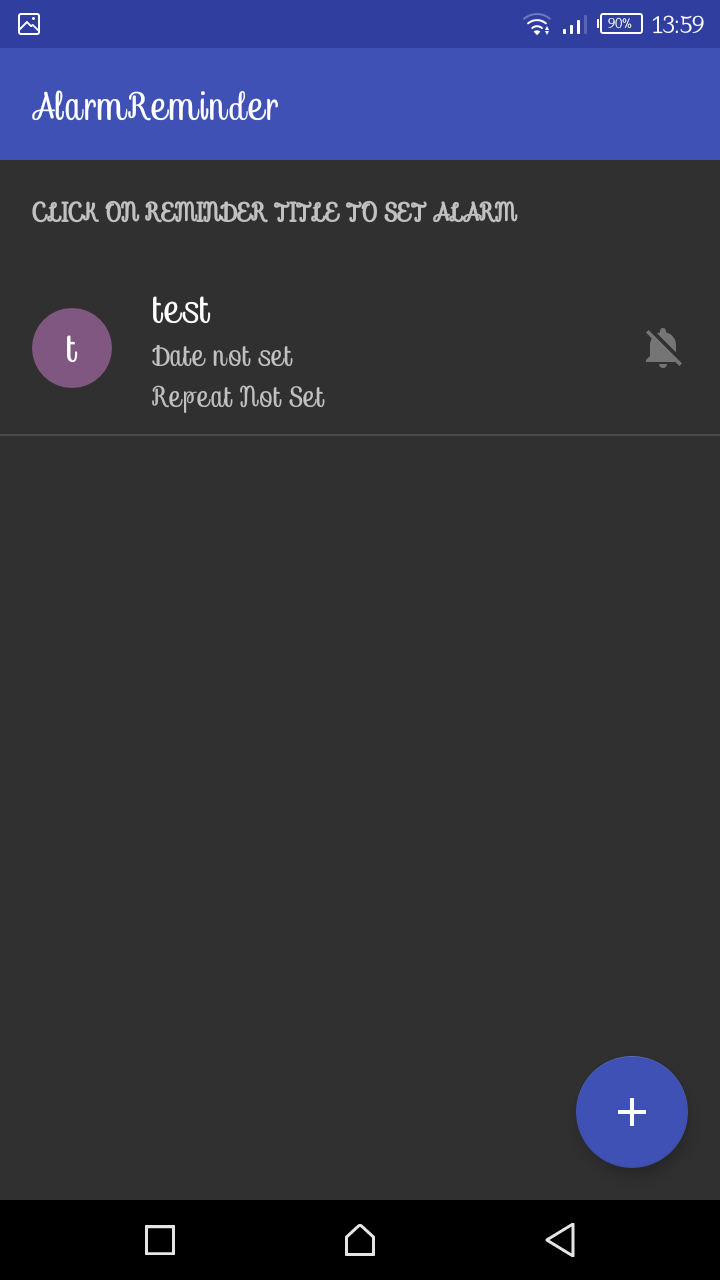 90% 13:59
AlarmReminder
CLICK ON REMINDER TITLE TO SET ALARM
test
t
Date not set
Repeat Not Set